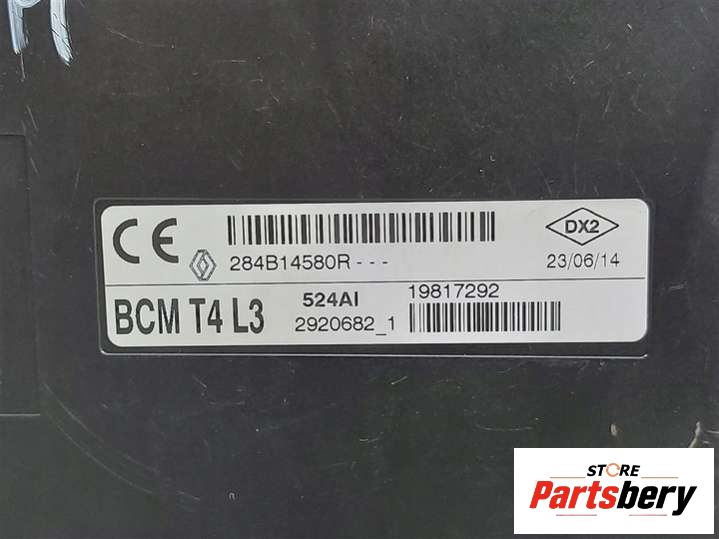 CE
284B14580R - - -
DX2
23/06/14
BCM T4 L3
524AI
2920682_1
19817292
STORE
Partsbery